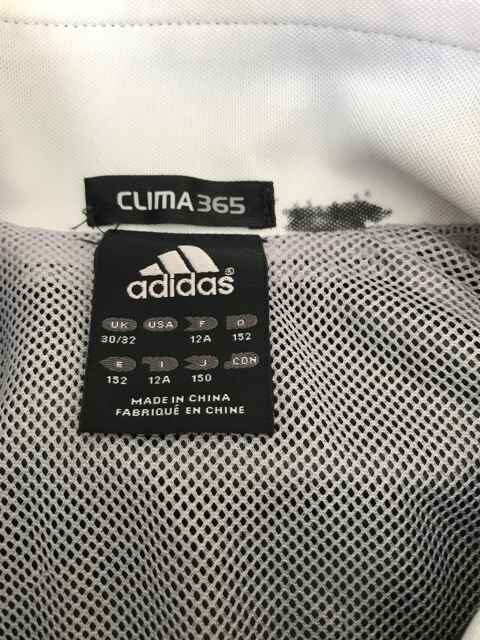 CLIMA365
adidas®
UK USA F D
30/32 12A 152
E I J CDN
152 12A 150
MADE IN CHINA
FABRIQUÉ EN CHINE